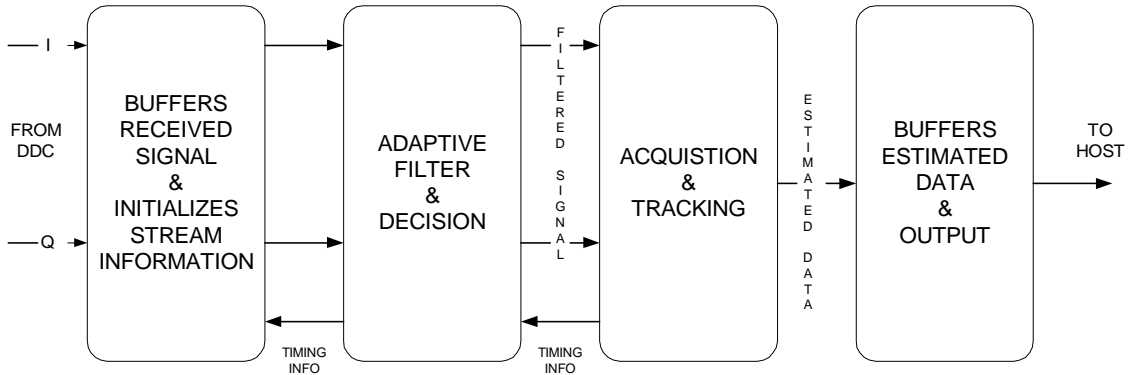 I
FROM
DDC
Q
BUFFERS
RECEIVED
SIGNAL
&
INITIALIZES
STREAM
INFORMATION
TIMING
INFO
ADAPTIVE
FILTER
&
DECISION
FILTERED SIGNAL
TIMING
INFO
ACQUISTION
&
TRACKING
ESTIMATED DATA
BUFFERS
ESTIMATED
DATA
&
OUTPUT
TO
HOST